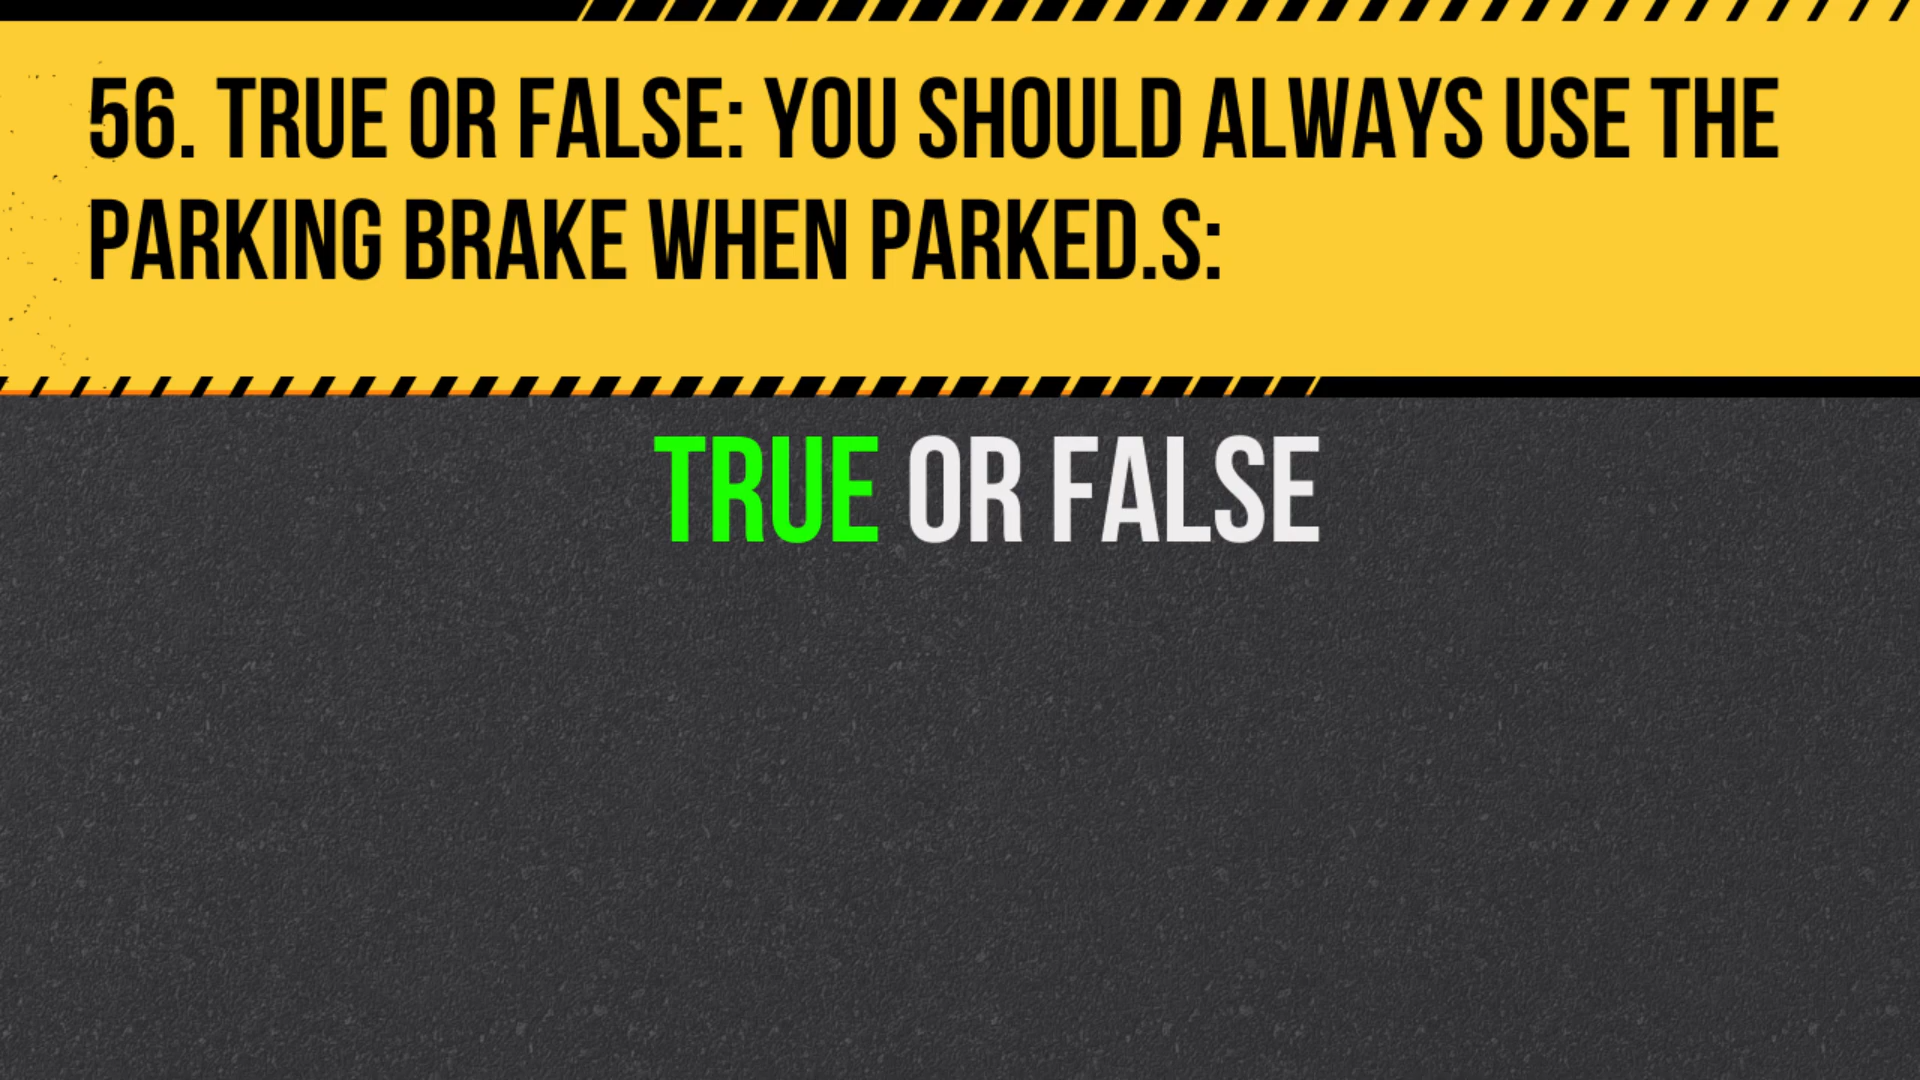 56. TRUE OR FALSE: YOU SHOULD ALWAYS USE THE
PARKING BRAKE WHEN PARKED.S:
TRUE OR FALSE